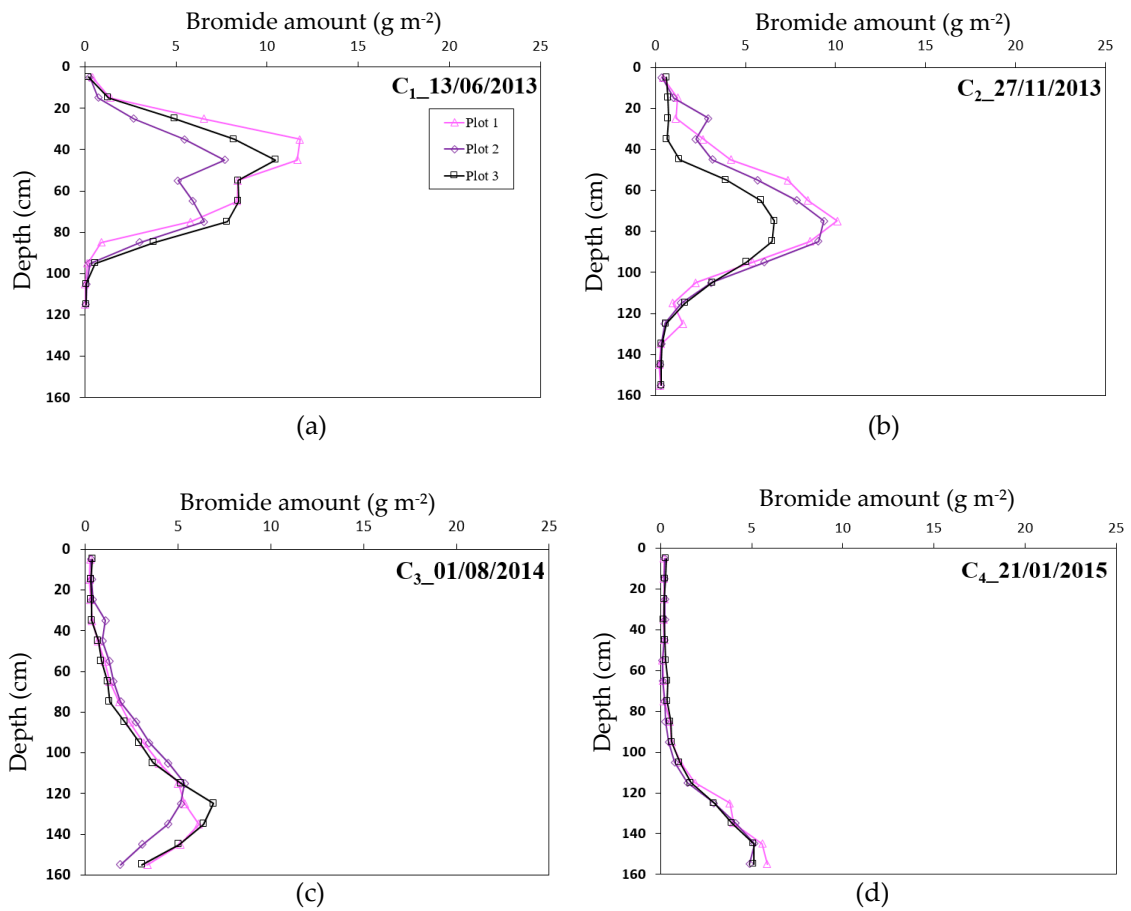 Bromide amount (g m-2)
0 5 10 15 20 25
0
20
40
60
80
100
120
140
160
Depth (cm)
C1_13/06/2013
Plot 1
Plot 2
Plot 3
(a)
Bromide amount (g m-2)
0 5 10 15 20 25
0
20
40
60
80
100
120
140
160
Depth (cm)
C2_27/11/2013
(b)
Bromide amount (g m-2)
0 5 10 15 20 25
0
20
40
60
80
100
120
140
160
Depth (cm)
C3_01/08/2014
(c)
Bromide amount (g m-2)
0 5 10 15 20 25
0
20
40
60
80
100
120
140
160
Depth (cm)
C4_21/01/2015
(d)